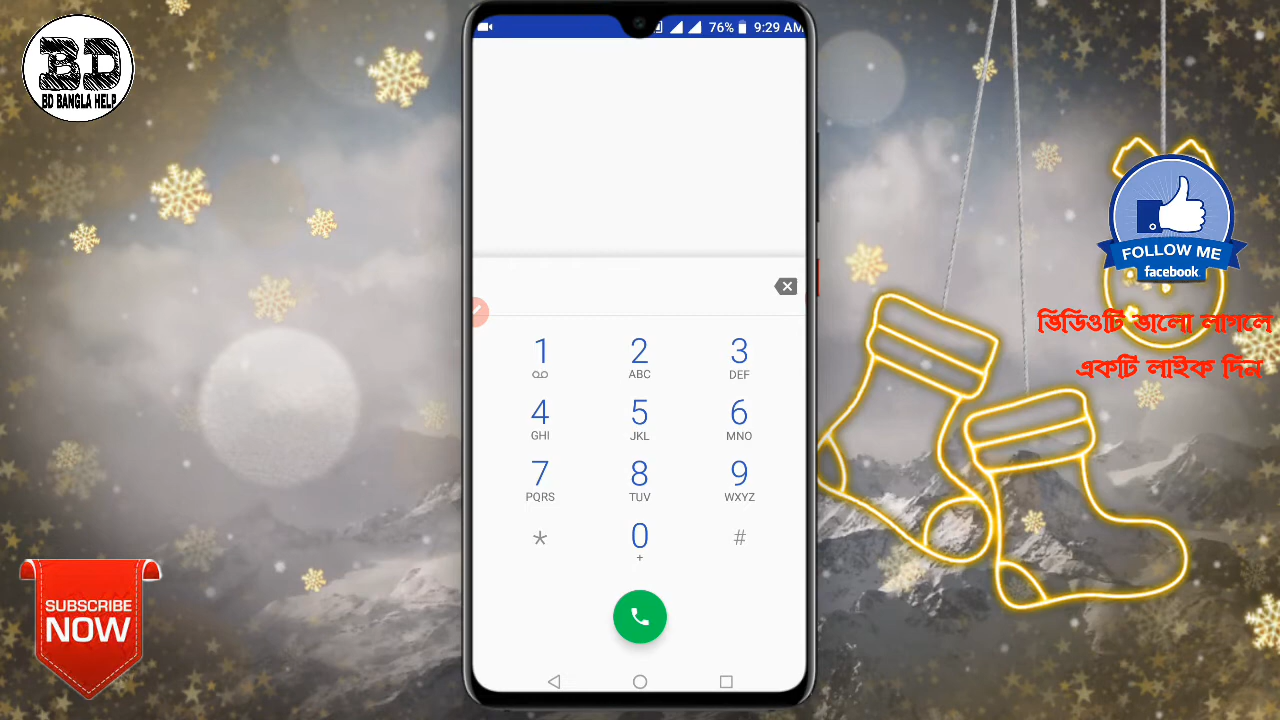 BD
BD BANGLA HELP
76% 9:29 AM
FOLLOW ME
facebook
ভিডিওটি ভালো লাগলে
একটি লাইক দিন
1
2 ABC
3 DEF
4 GHI
5 JKL
6 MNO
7 PQRS
8 TUV
9 WXYZ
*
0 +
#
SUBSCRIBE
NOW